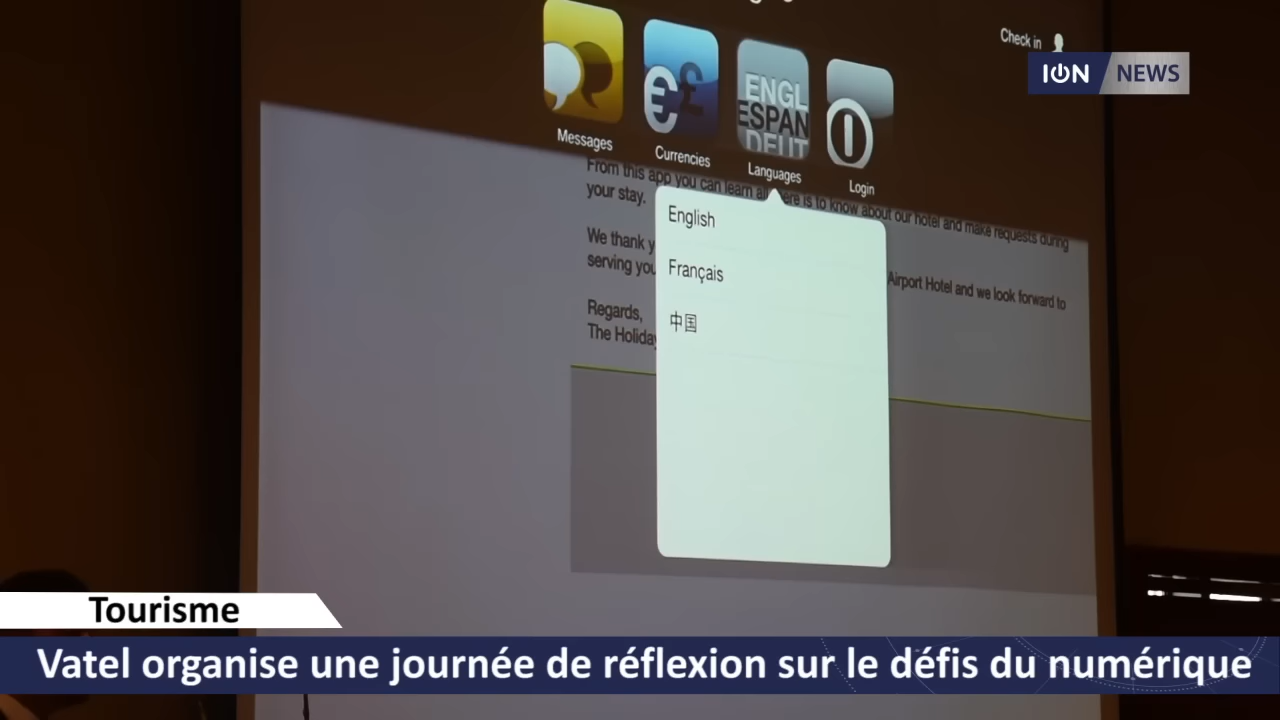 Check in
ION NEWS
ENGL
ESPAN
DEUT
Messages
Currencies
Languages
Login
From this app you can learn all there is to know about our hotel and make requests during
your stay.
We thank y
Airport Hotel and we look forward to
serving you
Regards,
The Holiday
English
Français
中国
Tourisme
Vatel organise une journée de réflexion sur le défis du numérique